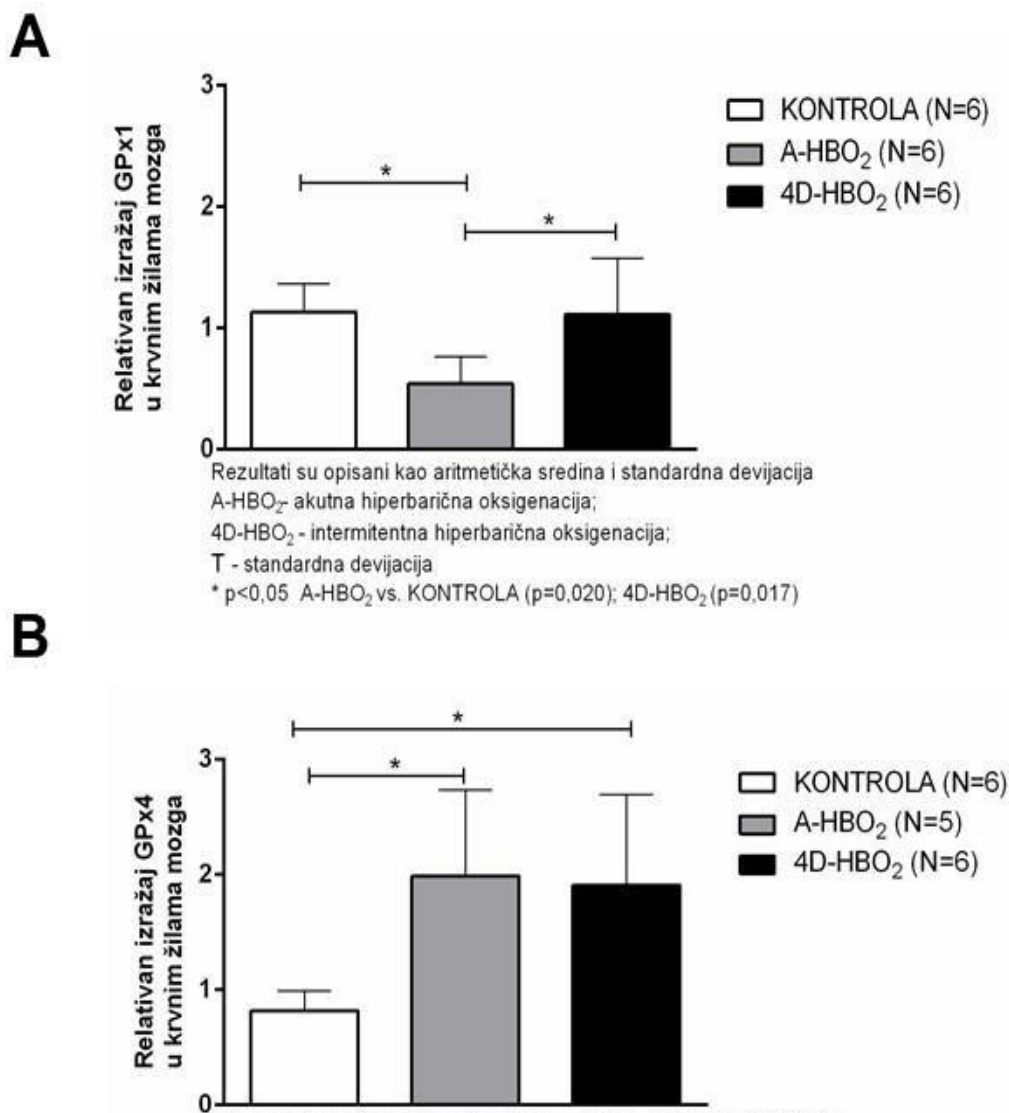 A
Relativan izražaj GPx1
u krvnim žilama mozga
3
2
1
0
*
*
KONTROLA (N=6)
A-HBO₂ (N=6)
4D-HBO₂ (N=6)
Rezultati su opisani kao aritmetička sredina i standardna devijacija
A-HBO₂- akutna hiperbarična oksigenacija;
4D-HBO₂ - intermitentna hiperbarična oksigenacija;
T - standardna devijacija
* p<0,05 A-HBO₂ vs. KONTROLA (p=0,020); 4D-HBO₂ (p=0,017)
B
Relativan izražaj GPx4
u krvnim žilama mozga
3
2
1
0
*
*
KONTROLA (N=6)
A-HBO₂ (N=5)
4D-HBO₂ (N=6)